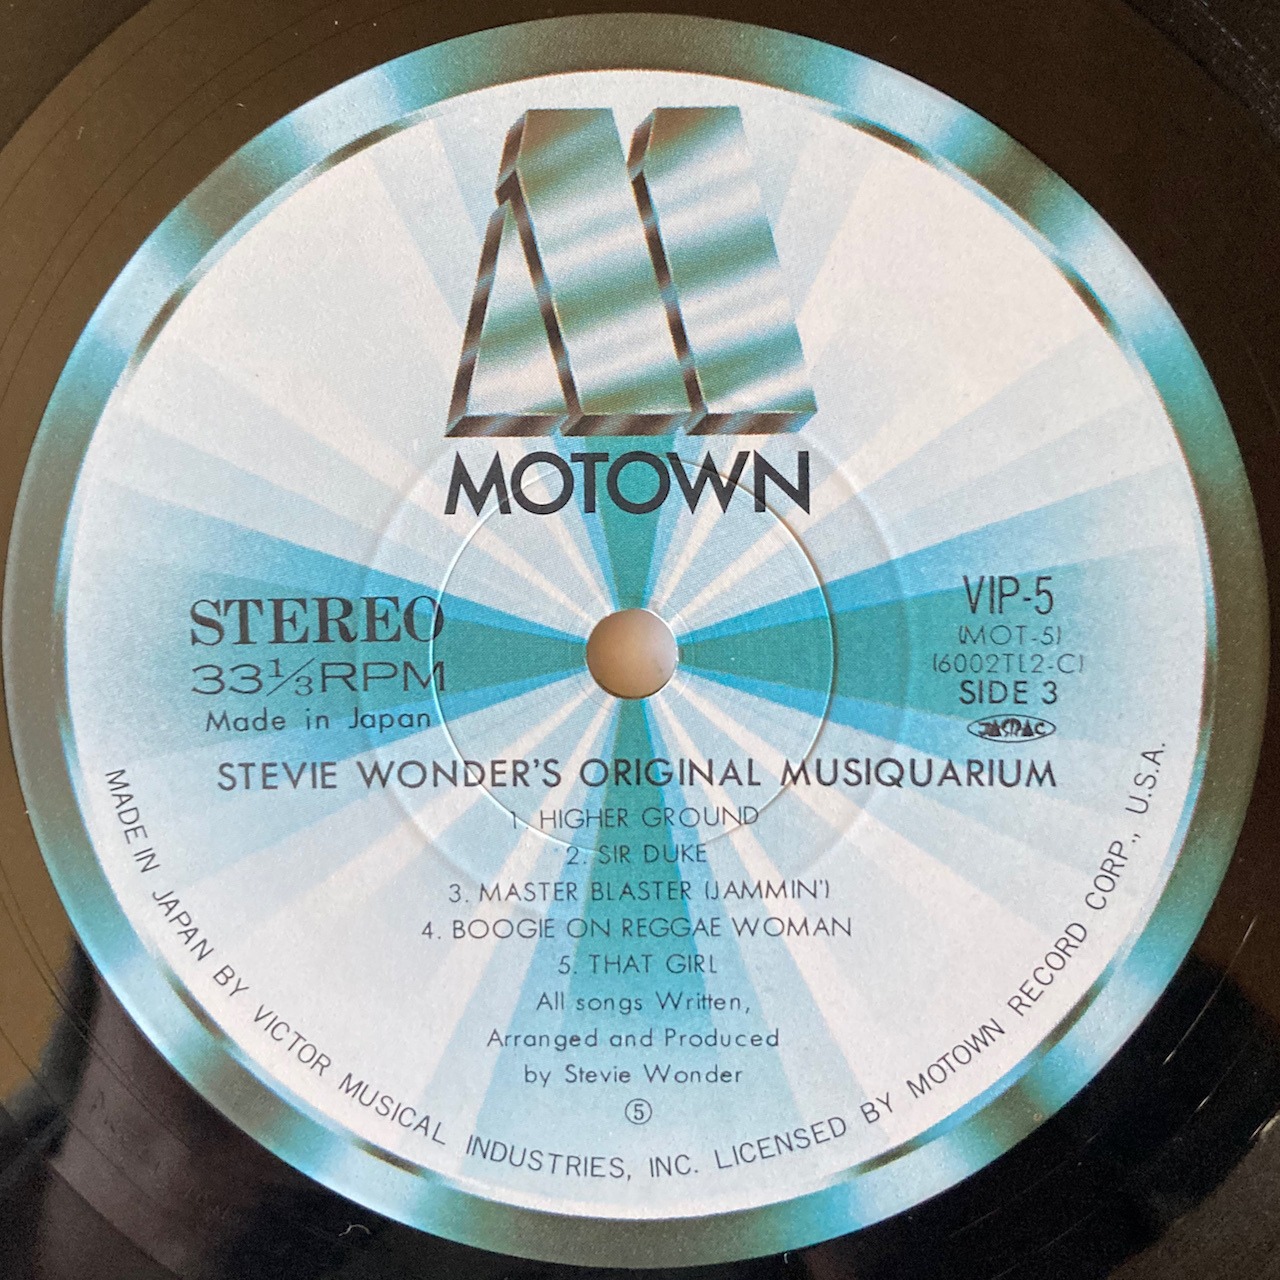 MOTOWN
STEREO
33⅓RPM
Made in Japan
VIP-5
(MOT-5)
(6002TL2-C)
SIDE 3
JASRAC
STEVIE WONDER'S ORIGINAL MUSIQUARIUM
1. HIGHER GROUND
2. SIR DUKE
3. MASTER BLASTER (JAMMIN')
4. BOOGIE ON REGGAE WOMAN
5. THAT GIRL
All songs Written,
Arranged and Produced
by Stevie Wonder
⑤
MADE IN JAPAN BY VICTOR MUSICAL INDUSTRIES, INC. LICENSED BY MOTOWN RECORD CORP., U.S.A.